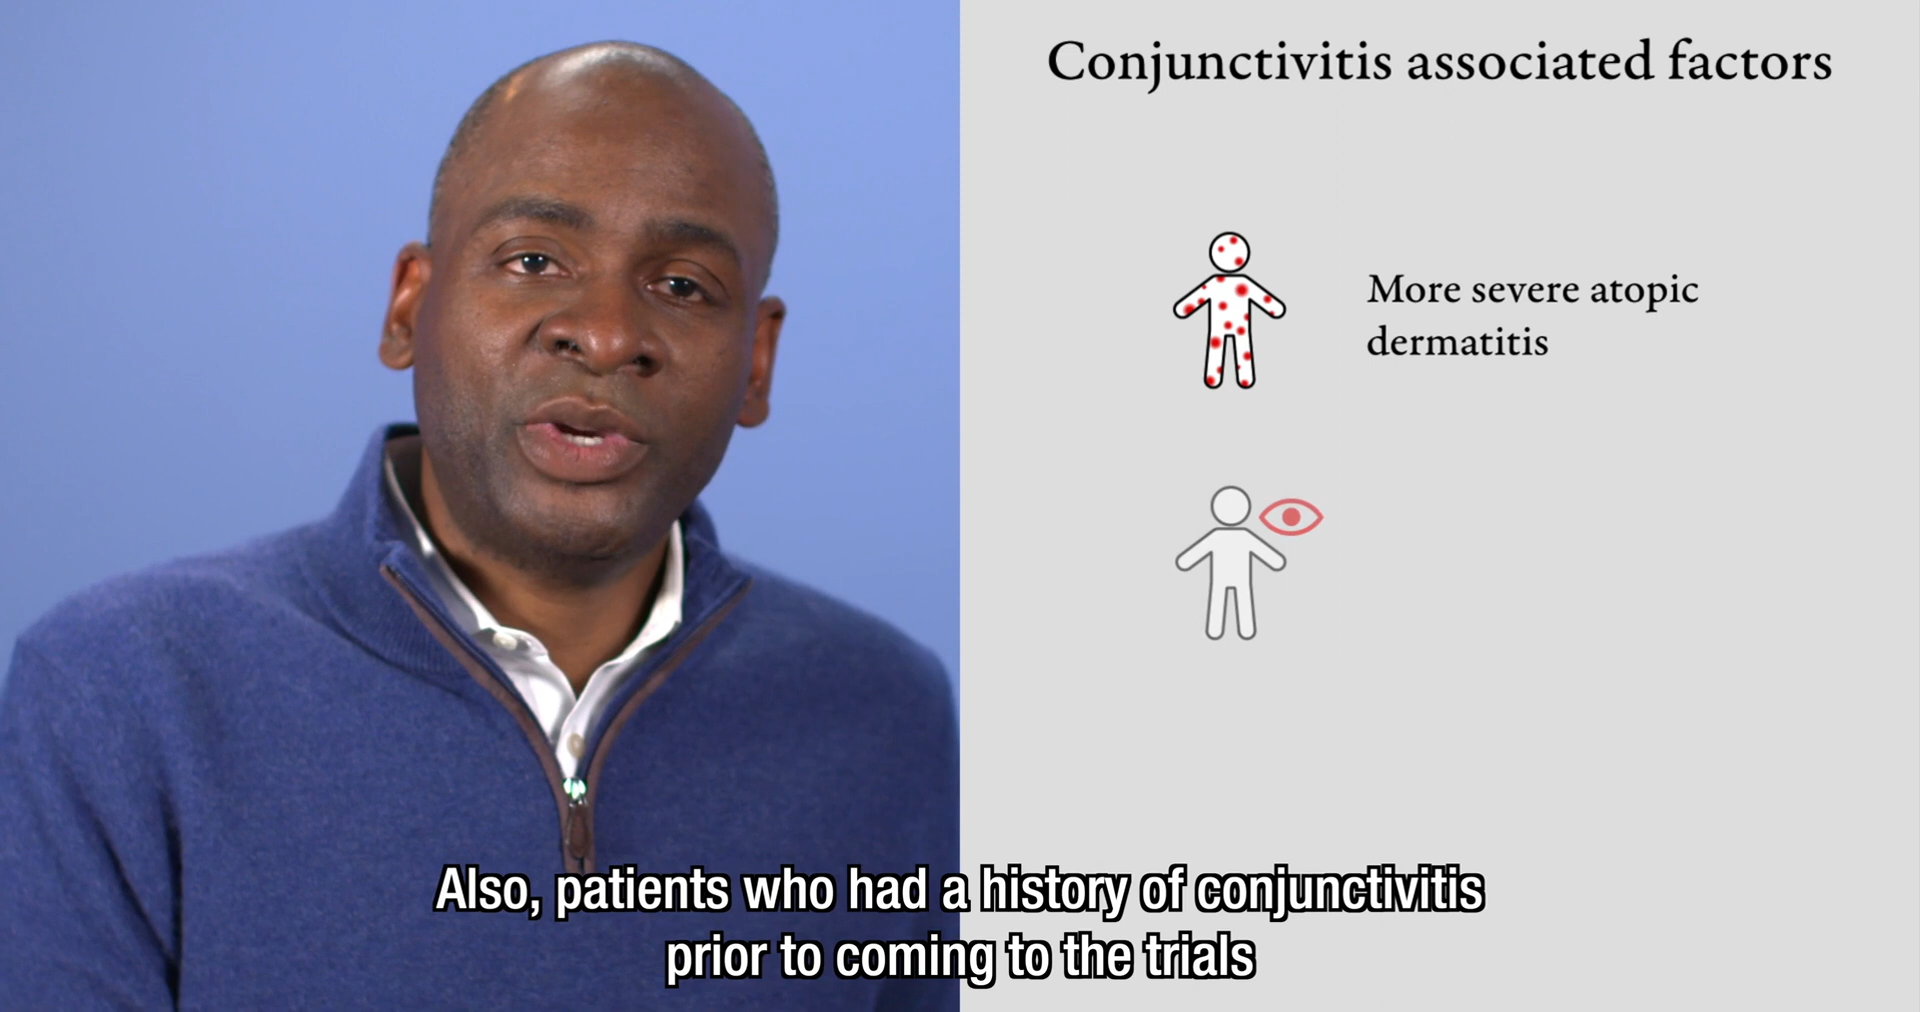 Conjunctivitis associated factors
More severe atopic
dermatitis
Also, patients who had a history of conjunctivitis
prior to coming to the trials